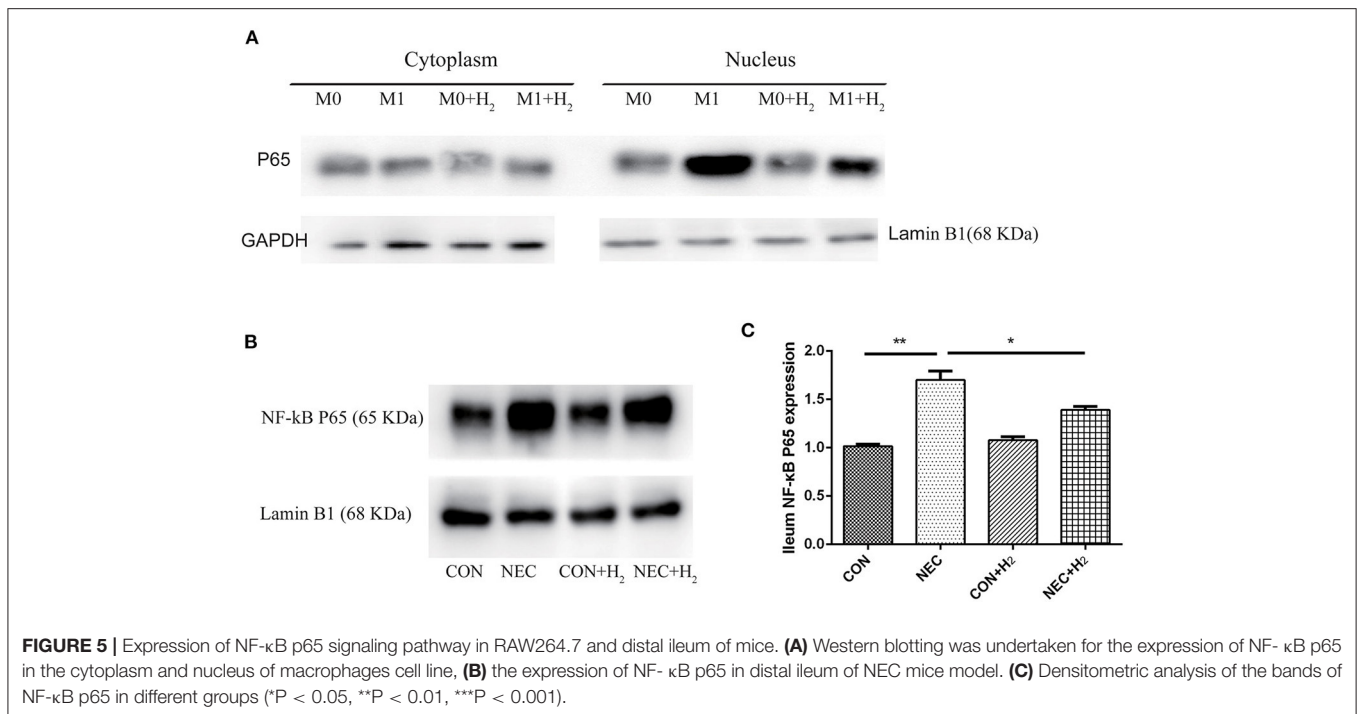 A
Cytoplasm Nucleus
M0 M1 M0+H₂ M1+H₂ M0 M1 M0+H₂ M1+H₂
P65
GAPDH Lamin B1(68 KDa)
B
NF-kB P65 (65 KDa)
Lamin B1 (68 KDa)
CON NEC CON+H₂ NEC+H₂
C
** *
Ileum NF-κB P65 expression
2.0
1.5
1.0
0.5
0.0
CON NEC CON+H₂ NEC+H₂
FIGURE 5 | Expression of NF-κB p65 signaling pathway in RAW264.7 and distal ileum of mice. (A) Western blotting was undertaken for the expression of NF- κB p65
in the cytoplasm and nucleus of macrophages cell line, (B) the expression of NF- κB p65 in distal ileum of NEC mice model. (C) Densitometric analysis of the bands of
NF-κB p65 in different groups (*P < 0.05, **P < 0.01, ***P < 0.001).